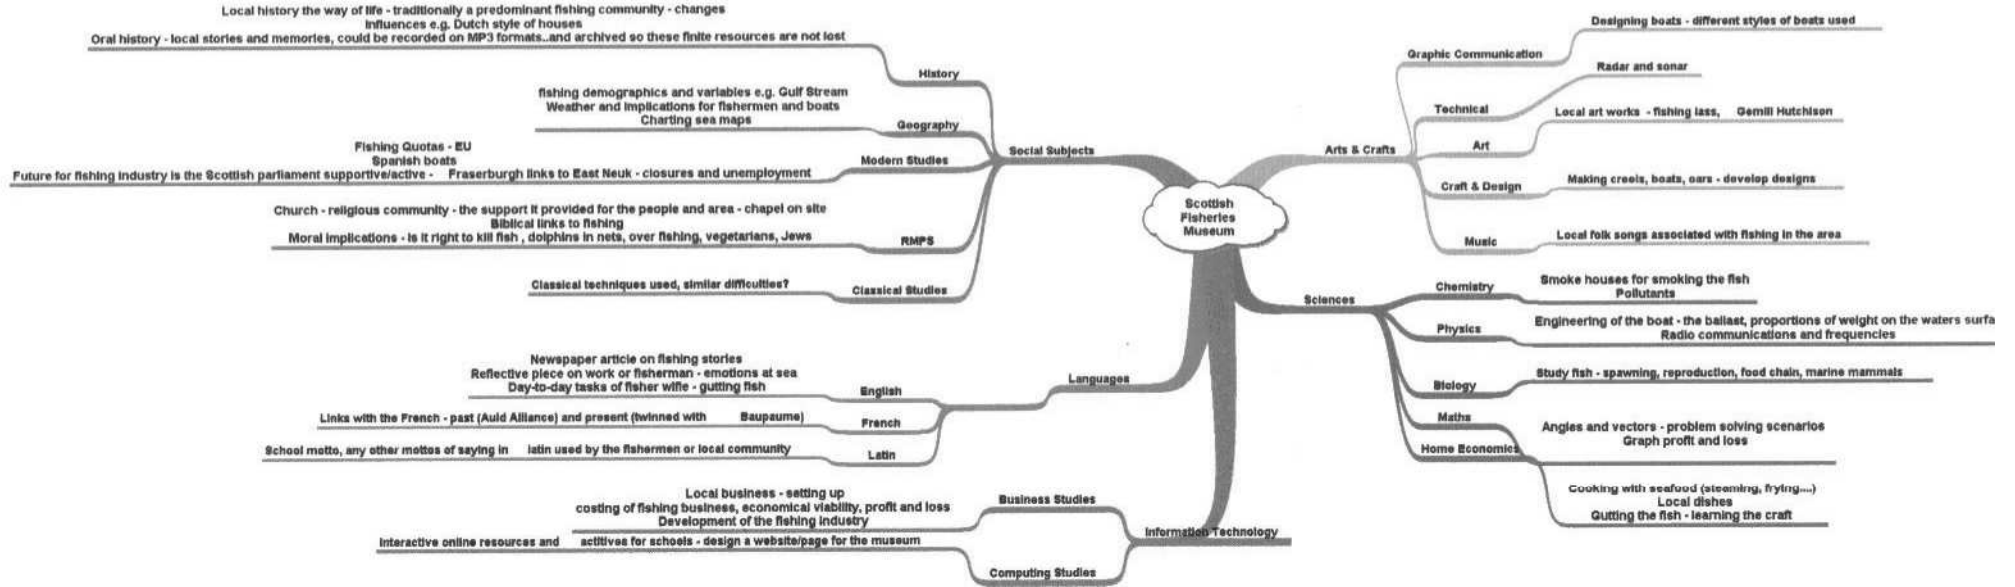 Scottish
Fisheries
Museum
Social Subjects
History
Local history the way of life - traditionally a predominant fishing community - changes
Influences e.g. Dutch style of houses
Oral history - local stories and memories, could be recorded on MP3 formats..and archived so these finite resources are not lost
Geography
fishing demographics and variables e.g. Gulf Stream
Weather and implications for fishermen and boats
Charting sea maps
Modern Studies
Fishing Quotas - EU
Spanish boats
Future for fishing industry is the Scottish parliament supportive/active - Fraserburgh links to East Neuk - closures and unemployment
RMPS
Church - religious community - the support it provided for the people and area - chapel on site
Biblical links to fishing
Moral implications - is it right to kill fish , dolphins in nets, over fishing, vegetarians, Jews
Classical Studies
Classical techniques used, similar difficulties?
Languages
English
Newspaper article on fishing stories
Reflective piece on work or fisherman - emotions at sea
Day-to-day tasks of fisher wifie - gutting fish
French
Links with the French - past (Auld Alliance) and present (twinned with Baupaume)
Latin
School motto, any other mottos of saying in latin used by the fishermen or local community
Information Technology
Business Studies
Local business - setting up
costing of fishing business, economical viability, profit and loss
Development of the fishing industry
Computing Studies
Interactive online resources and actitives for schools - design a website/page for the museum
Arts & Crafts
Graphic Communication
Designing boats - different styles of boats used
Technical
Radar and sonar
Art
Local art works - fishing lass, Gemill Hutchison
Craft & Design
Making creels, boats, oars - develop designs
Music
Local folk songs associated with fishing in the area
Sciences
Chemistry
Smoke houses for smoking the fish
Pollutants
Physics
Engineering of the boat - the ballast, proportions of weight on the waters surfa
Radio communications and frequencies
Biology
Study fish - spawning, reproduction, food chain, marine mammals
Maths
Angles and vectors - problem solving scenarios
Graph profit and loss
Home Economics
Cooking with seafood (steaming, frying....)
Local dishes
Gutting the fish - learning the craft